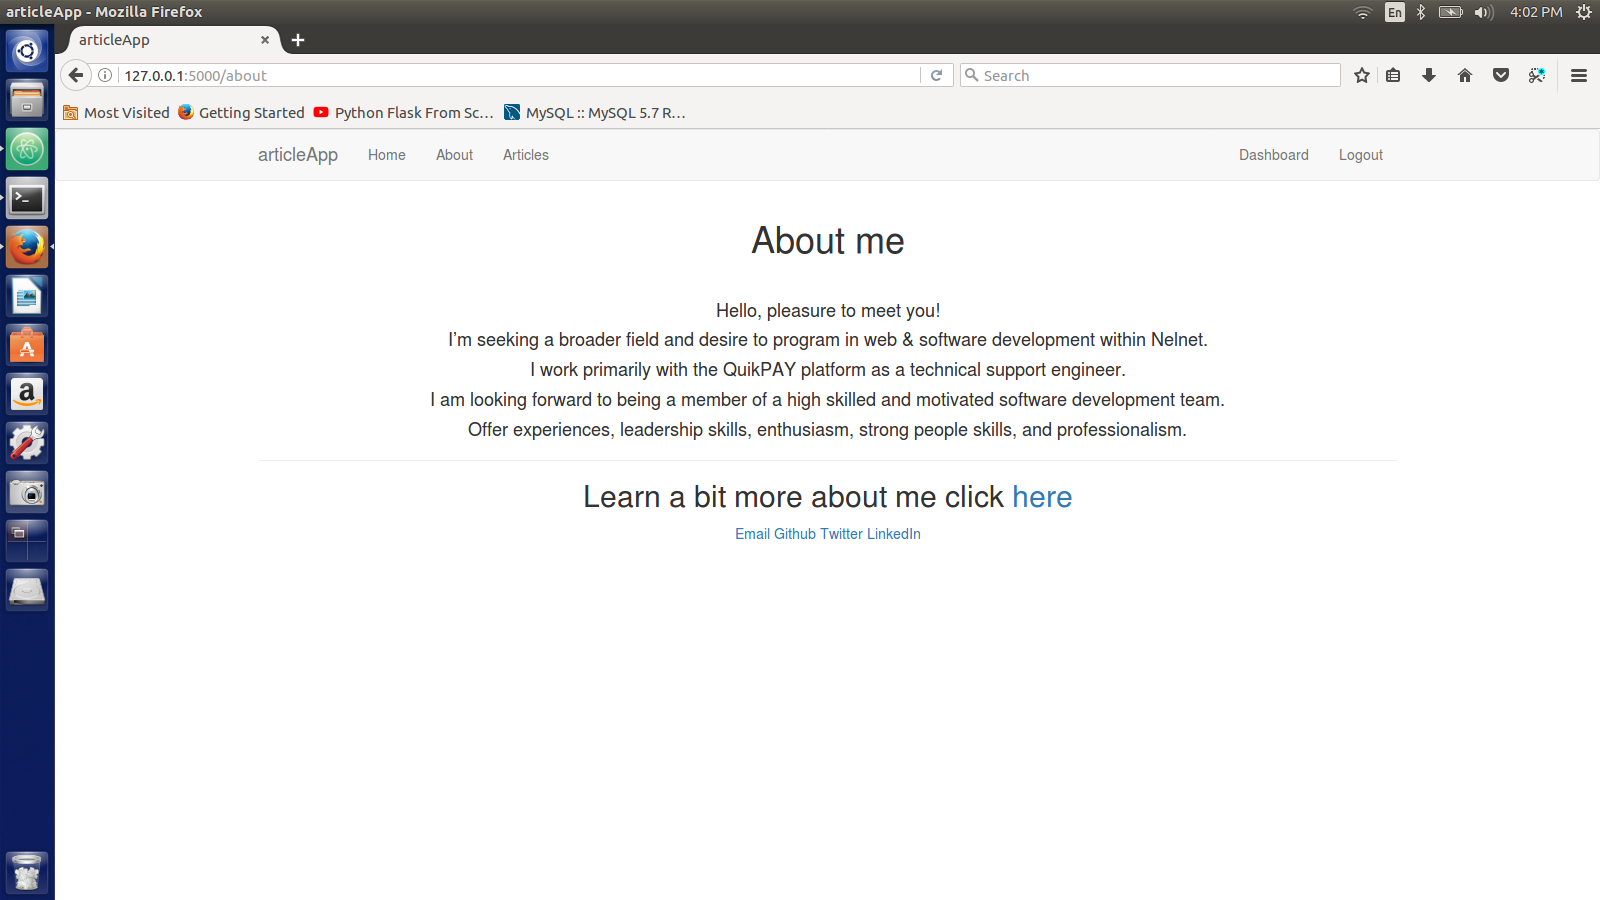 articleApp - Mozilla Firefox
En
4:02 PM
articleApp
127.0.0.1:5000/about
Search
Most Visited
Getting Started
Python Flask From Sc...
MySQL :: MySQL 5.7 R...
articleApp
Home
About
Articles
Dashboard
Logout
About me
Hello, pleasure to meet you!
I'm seeking a broader field and desire to program in web & software development within Nelnet.
I work primarily with the QuikPAY platform as a technical support engineer.
I am looking forward to being a member of a high skilled and motivated software development team.
Offer experiences, leadership skills, enthusiasm, strong people skills, and professionalism.
Learn a bit more about me click here
Email Github Twitter LinkedIn